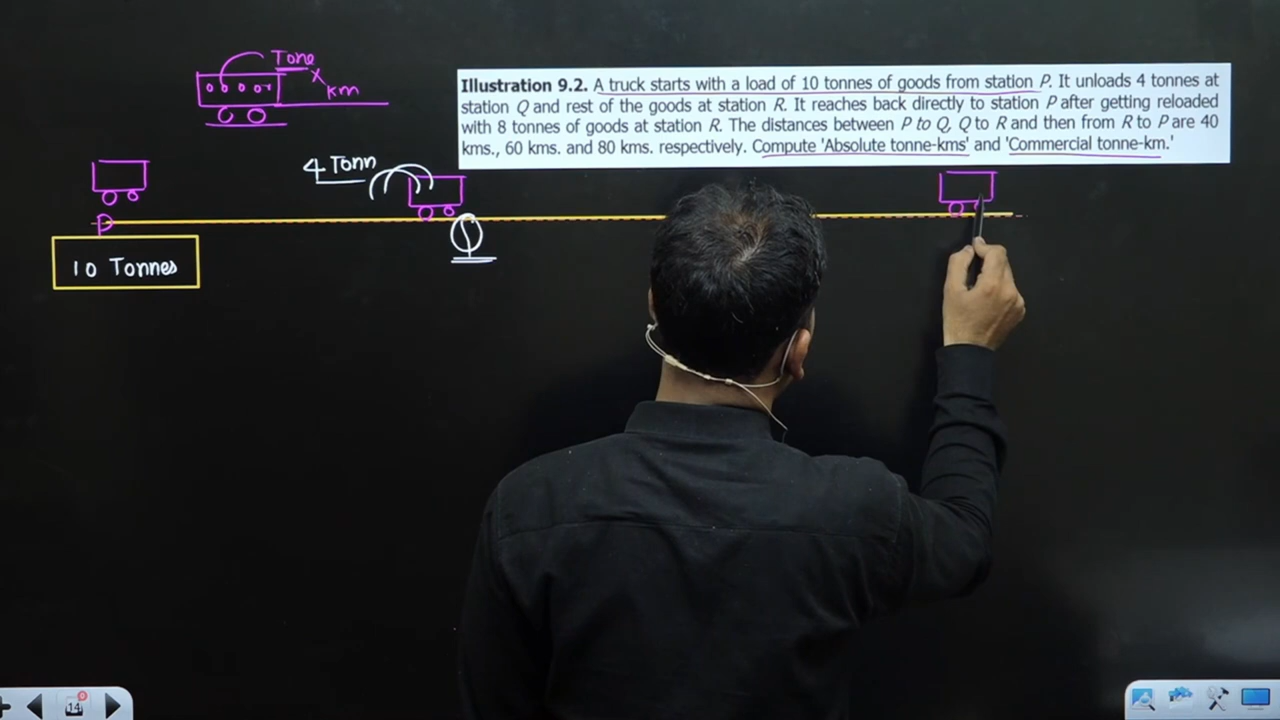 Tone
x
km
Illustration 9.2. A truck starts with a load of 10 tonnes of goods from station P. It unloads 4 tonnes at
station Q and rest of the goods at station R. It reaches back directly to station P after getting reloaded
with 8 tonnes of goods at station R. The distances between P to Q, Q to R and then from R to P are 40
kms., 60 kms. and 80 kms. respectively. Compute 'Absolute tonne-kms' and 'Commercial tonne-km.'
4 Tonn
P
Q
10 Tonnes
14